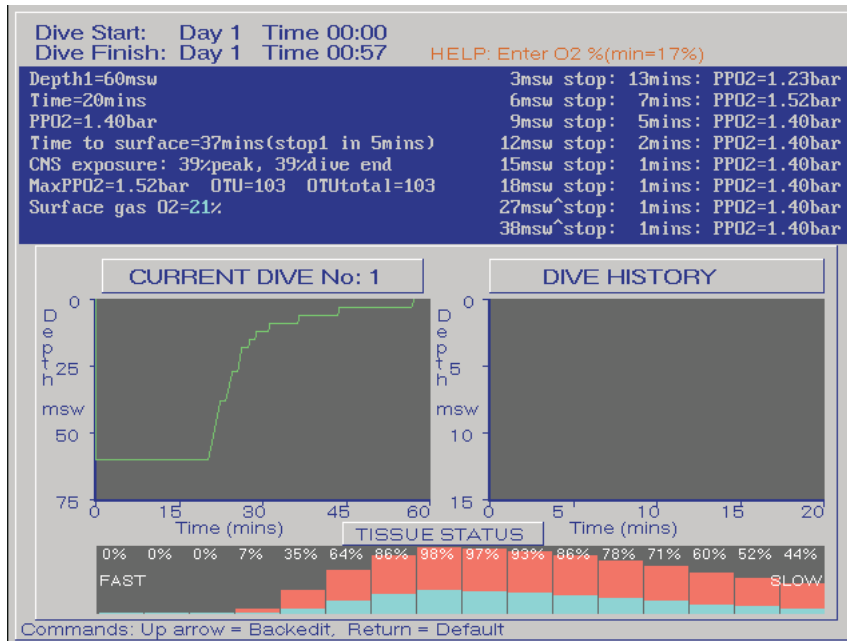 Dive Start: Day 1 Time 00:00
Dive Finish: Day 1 Time 00:57
HELP: Enter O2 %(min=17%)
Depth1=60msw
Time=20mins
PPO2=1.40bar
Time to surface=37mins(stop1 in 5mins)
CNS exposure: 39%peak, 39%dive end
MaxPPO2=1.52bar OTU=103 OTUtotal=103
Surface gas O2=21%
3msw stop: 13mins: PPO2=1.23bar
6msw stop: 7mins: PPO2=1.52bar
9msw stop: 5mins: PPO2=1.40bar
12msw stop: 2mins: PPO2=1.40bar
15msw stop: 1mins: PPO2=1.40bar
18msw stop: 1mins: PPO2=1.40bar
27msw^stop: 1mins: PPO2=1.40bar
38msw^stop: 1mins: PPO2=1.40bar
CURRENT DIVE No: 1
Depth
msw
0
25
50
75
0 15 30 45 60
Time (mins)
DIVE HISTORY
Depth
msw
0
5
10
15
0 5 10 15 20
Time (mins)
TISSUE STATUS
0% 0% 0% 7% 35% 64% 86% 98% 97% 93% 86% 78% 71% 60% 52% 44%
FAST SLOW
Commands: Up arrow = Backedit, Return = Default